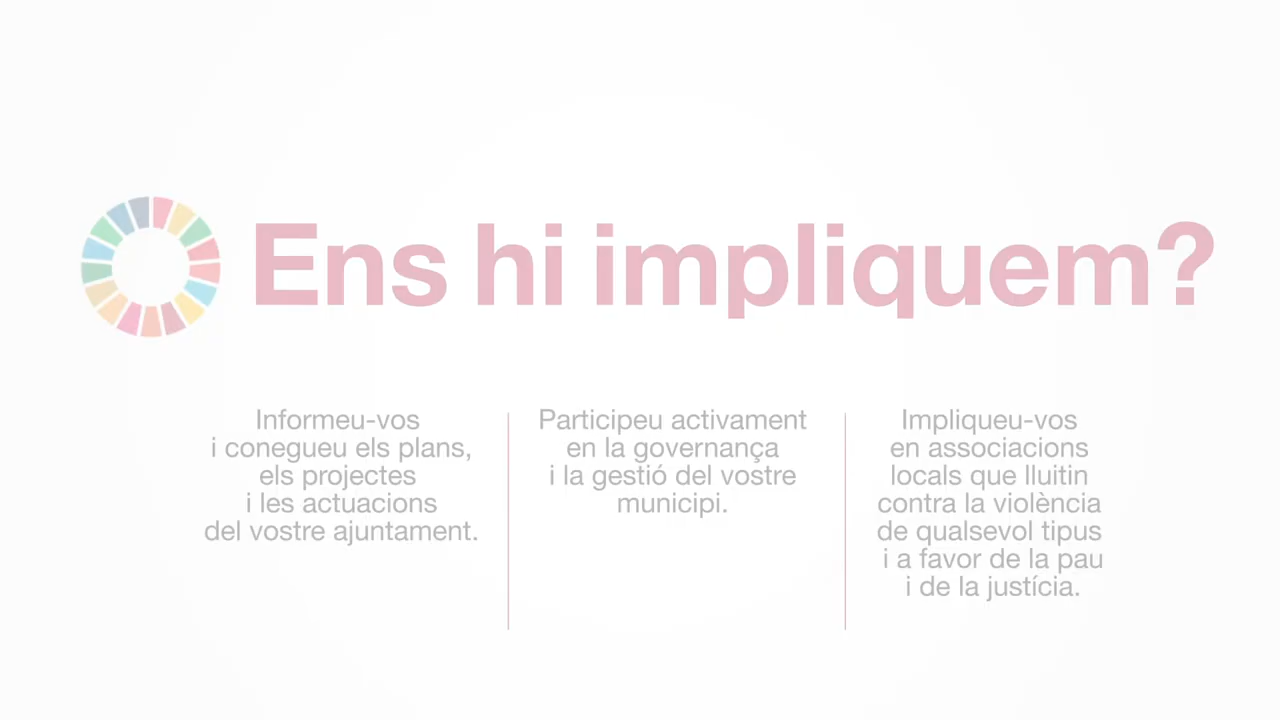 Ens hi impliquem?
Informeu-vos
i conegueu els plans,
els projectes
i les actuacions
del vostre ajuntament.
Participeu activament
en la governança
i la gestió del vostre
municipi.
Impliqueu-vos
en associacions
locals que lluitin
contra la violència
de qualsevol tipus
i a favor de la pau
i de la justícia.